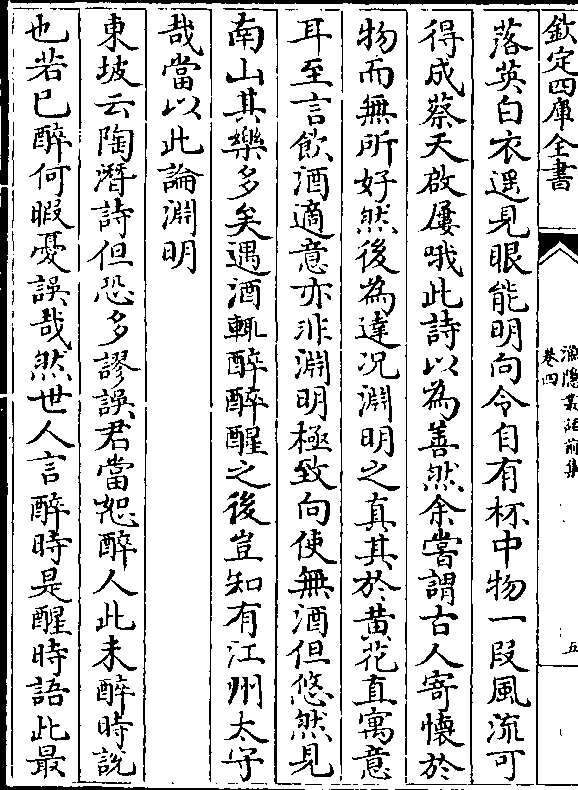 欽定四庫全書
漁隱叢話前集
卷四
五
落英白衣遥見眼能明向令自有杯中物一段風流可
得成蔡天啟屢哦此詩以為善然余嘗謂古人寄懷於
物而無所好然後為達況淵明之真其於黄花直寓意
耳至言飲酒適意亦非淵明極致向使無酒但悠然見
南山其樂多矣遇酒輒醉醉醒之後豈知有江州太守
哉當以此論淵明
東坡云陶潛詩但恐多謬誤君當恕醉人此未醉時説
也若已醉何暇憂誤哉然世人言醉時是醒時語此最